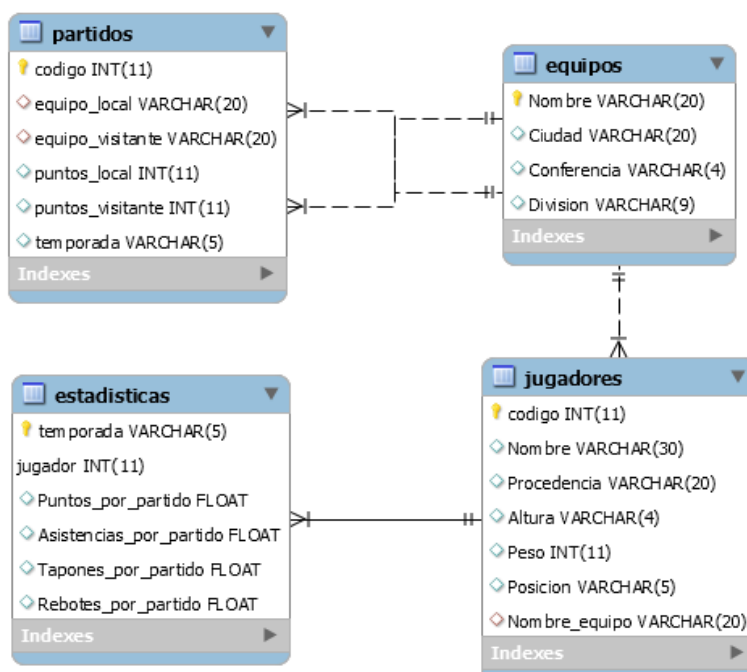 partidos
codigo INT(11)
equipo_local VARCHAR(20)
equipo_visitante VARCHAR(20)
puntos_local INT(11)
puntos_visitante INT(11)
temporada VARCHAR(5)
Indexes
equipos
Nombre VARCHAR(20)
Ciudad VARCHAR(20)
Conferencia VARCHAR(4)
Division VARCHAR(9)
Indexes
estadisticas
temporada VARCHAR(5)
jugador INT(11)
Puntos_por_partido FLOAT
Asistencias_por_partido FLOAT
Tapones_por_partido FLOAT
Rebotes_por_partido FLOAT
Indexes
jugadores
codigo INT(11)
Nombre VARCHAR(30)
Procedencia VARCHAR(20)
Altura VARCHAR(4)
Peso INT(11)
Posicion VARCHAR(5)
Nombre_equipo VARCHAR(20)
Indexes